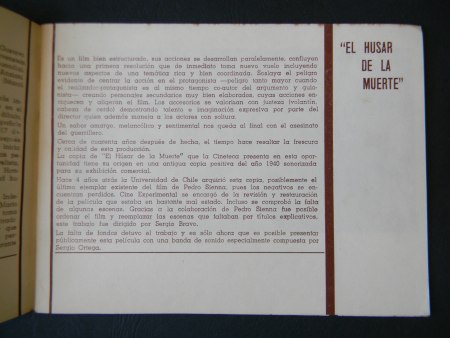 Es un film bien estructurado, sus acciones se desarrollan paralelamente, confluyen
hacia una primera resolución que de inmediato toma nuevo vuelo incluyendo
nuevos aspectos de una temática rica y bien coordinada. Soslaya el peligro
evidente de centrar la acción en el protagonista —peligro tanto mayor cuando
el realizador-protagonista es al mismo tiempo co-autor del argumento y guio-
nista— creando personajes secundarios muy bien elaborados, cuyas acciones en-
riquecen y aligeran el film. Los accesorios se valorizan con justeza (volantín,
cabeza de cerdo) demostrando talento e imaginación expresiva por parte del
director quien además maneja a los actores con soltura.
Un sabor amargo, melancólico y sentimental nos queda al final con el asesinato
del guerrillero.
Cerca de cuarenta años después de hecha, el tiempo hace resaltar la frescura
y calidad de esta producción.
La copia de "El Húsar de la Muerte" que la Cineteca presenta en esta opor-
tunidad tiene su origen en una antigua copia positiva del año 1940 sonorizada
para su exhibición comercial.
Hace 4 años atrás la Universidad de Chile adquirió esta copia, posiblemente el
último ejemplar existente del film de Pedro Sienna, pues los negativos se en-
cuentran perdidos. Cine Experimental se encargó de la revisión y restauración
de la película que estaba en bastante mal estado. Incluso se comprobó la falta
de algunas escenas. Gracias a la colaboración de Pedro Sienna fue posible
ordenar el film y reemplazar las escenas que faltaban por títulos explicativos,
este trabajo fue dirigido por Sergio Bravo.
La falta de fondos detuvo el trabajo y es sólo ahora que es posible presentar
públicamente esta película con una banda de sonido especialmente compuesta por
Sergio Ortega.
"EL HUSAR
DE LA
MUERTE"